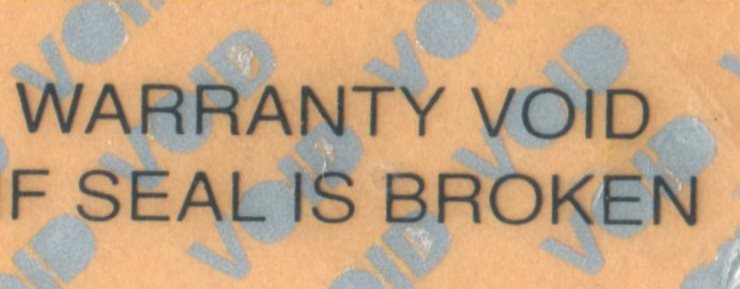 WARRANTY VOID
F SEAL IS BROKEN